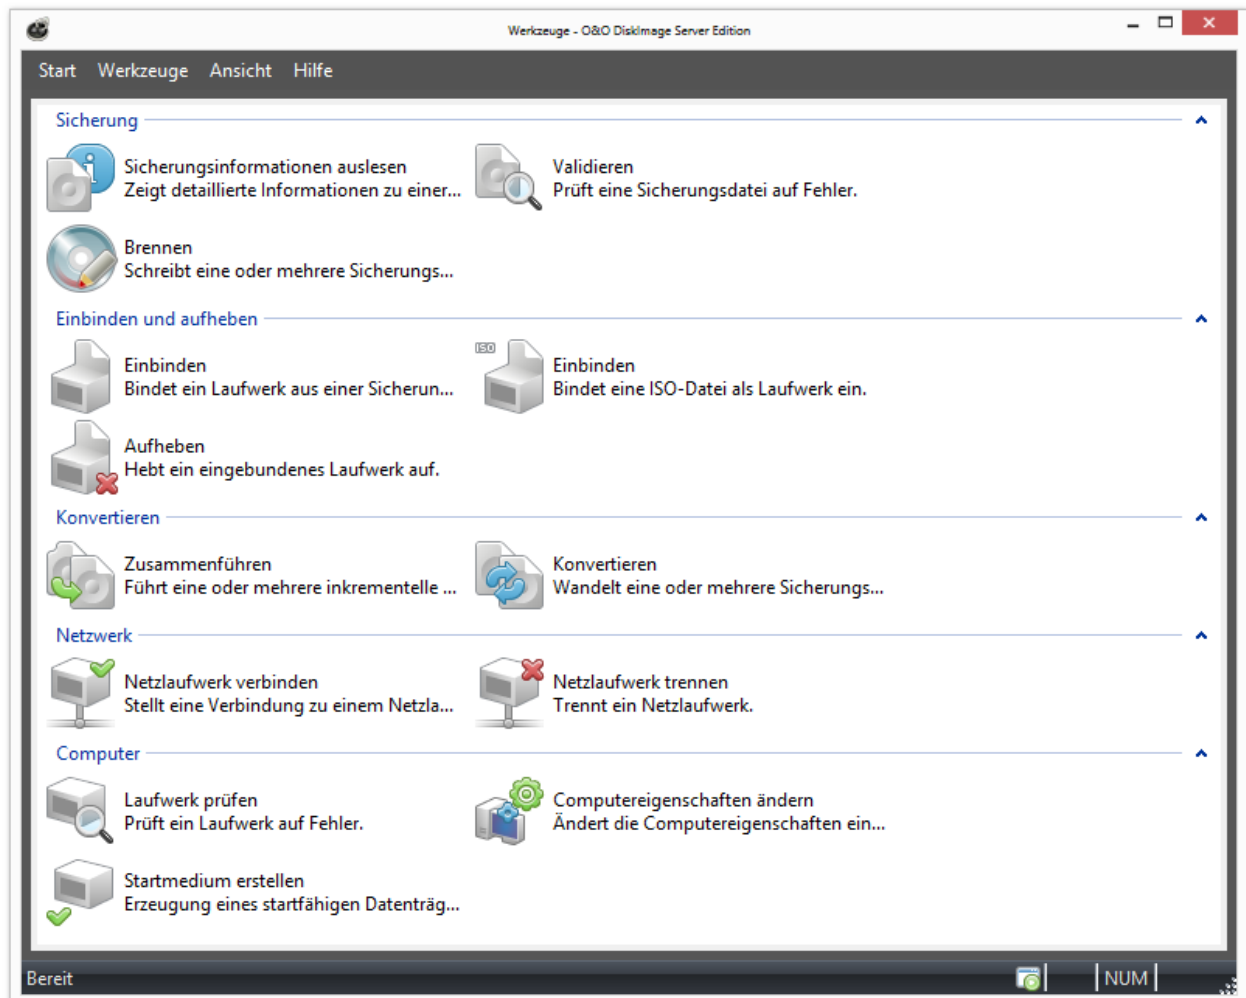 Werkzeuge - O&O DiskImage Server Edition
Start Werkzeuge Ansicht Hilfe
Sicherung
Sicherungsinformationen auslesen
Zeigt detaillierte Informationen zu einer...
Validieren
Prüft eine Sicherungsdatei auf Fehler.
Brennen
Schreibt eine oder mehrere Sicherungs...
Einbinden und aufheben
Einbinden
Bindet ein Laufwerk aus einer Sicherun...
ISO
Einbinden
Bindet eine ISO-Datei als Laufwerk ein.
Aufheben
Hebt ein eingebundenes Laufwerk auf.
Konvertieren
Zusammenführen
Führt eine oder mehrere inkrementelle ...
Konvertieren
Wandelt eine oder mehrere Sicherungs...
Netzwerk
Netzlaufwerk verbinden
Stellt eine Verbindung zu einem Netzla...
Netzlaufwerk trennen
Trennt ein Netzlaufwerk.
Computer
Laufwerk prüfen
Prüft ein Laufwerk auf Fehler.
Computereigenschaften ändern
Ändert die Computereigenschaften ein...
Startmedium erstellen
Erzeugung eines startfähigen Datenträg...
Bereit
NUM